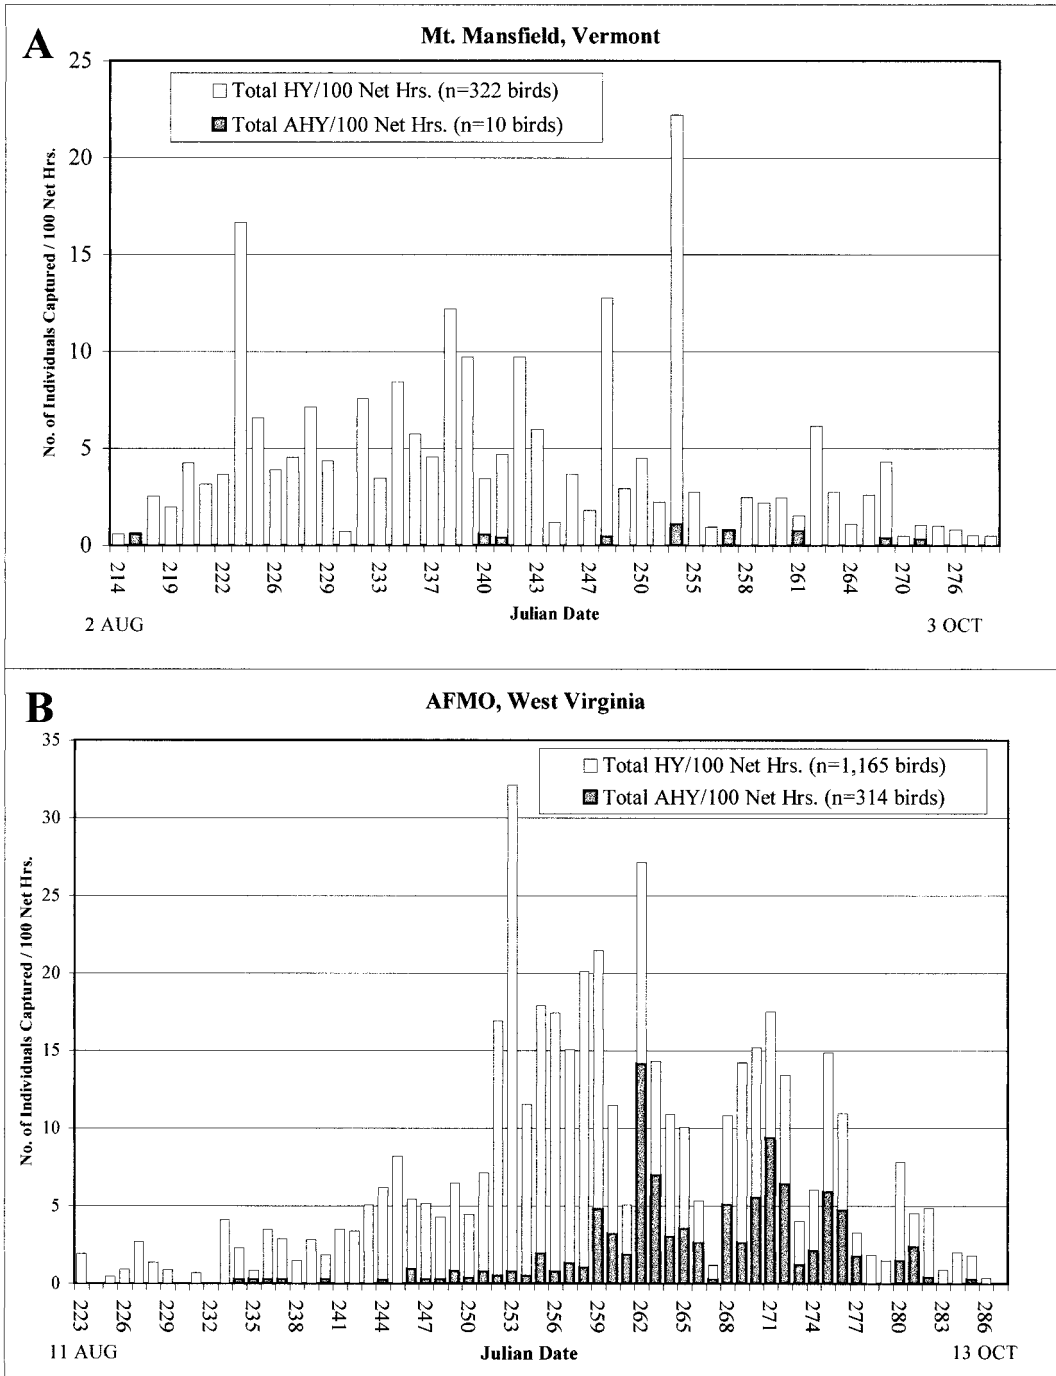 A
Mt. Mansfield, Vermont
Total HY/100 Net Hrs. (n=322 birds)
Total AHY/100 Net Hrs. (n=10 birds)
No. of Individuals Captured / 100 Net Hrs.
25
20
15
10
5
0
214 219 222 226 229 233 237 240 243 247 250 255 258 261 264 270 276
Julian Date
2 AUG 3 OCT
B
AFMO, West Virginia
Total HY/100 Net Hrs. (n=1,165 birds)
Total AHY/100 Net Hrs. (n=314 birds)
No. of Individuals Captured / 100 Net Hrs.
35
30
25
20
15
10
5
0
223 226 229 232 235 238 241 244 247 250 253 256 259 262 265 268 271 274 277 280 283 286
Julian Date
11 AUG 13 OCT